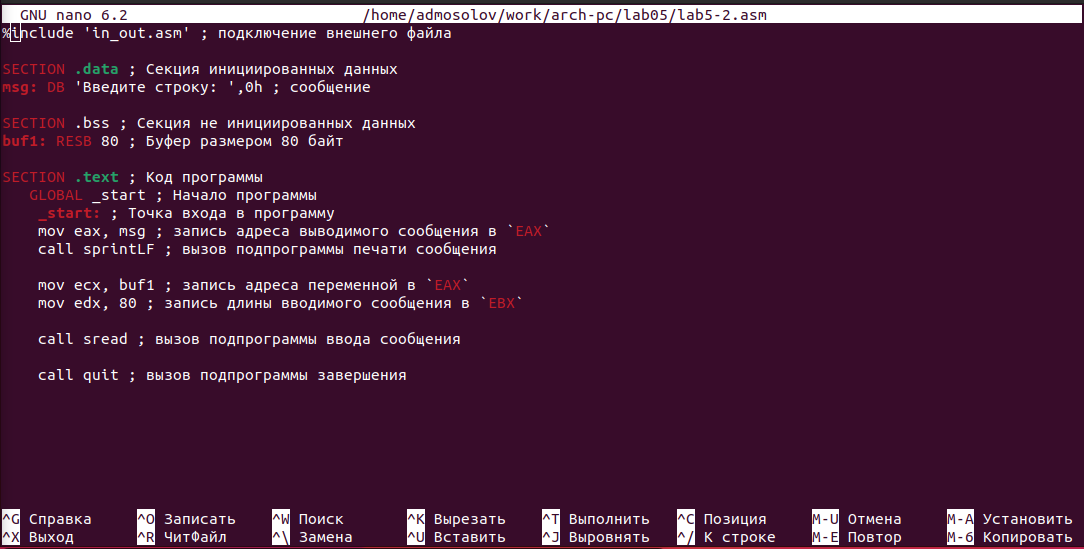 GNU nano 6.2 /home/admosolov/work/arch-pc/lab05/lab5-2.asm
%include 'in_out.asm' ; подключение внешнего файла
SECTION .data ; Секция инициированных данных
msg: DB 'Введите строку: ',0h ; сообщение
SECTION .bss ; Секция не инициированных данных
buf1: RESB 80 ; Буфер размером 80 байт
SECTION .text ; Код программы
GLOBAL _start ; Начало программы
_start: ; Точка входа в программу
mov eax, msg ; запись адреса выводимого сообщения в `EAX`
call sprintLF ; вызов подпрограммы печати сообщения
mov ecx, buf1 ; запись адреса переменной в `EAX`
mov edx, 80 ; запись длины вводимого сообщения в `EBX`
call sread ; вызов подпрограммы ввода сообщения
call quit ; вызов подпрограммы завершения
^G Справка ^O Записать ^W Поиск ^K Вырезать ^T Выполнить ^C Позиция M-U Отмена M-A Установить
^X Выход ^R ЧитФайл ^\ Замена ^U Вставить ^J Выровнять ^/ К строке M-E Повтор M-6 Копировать